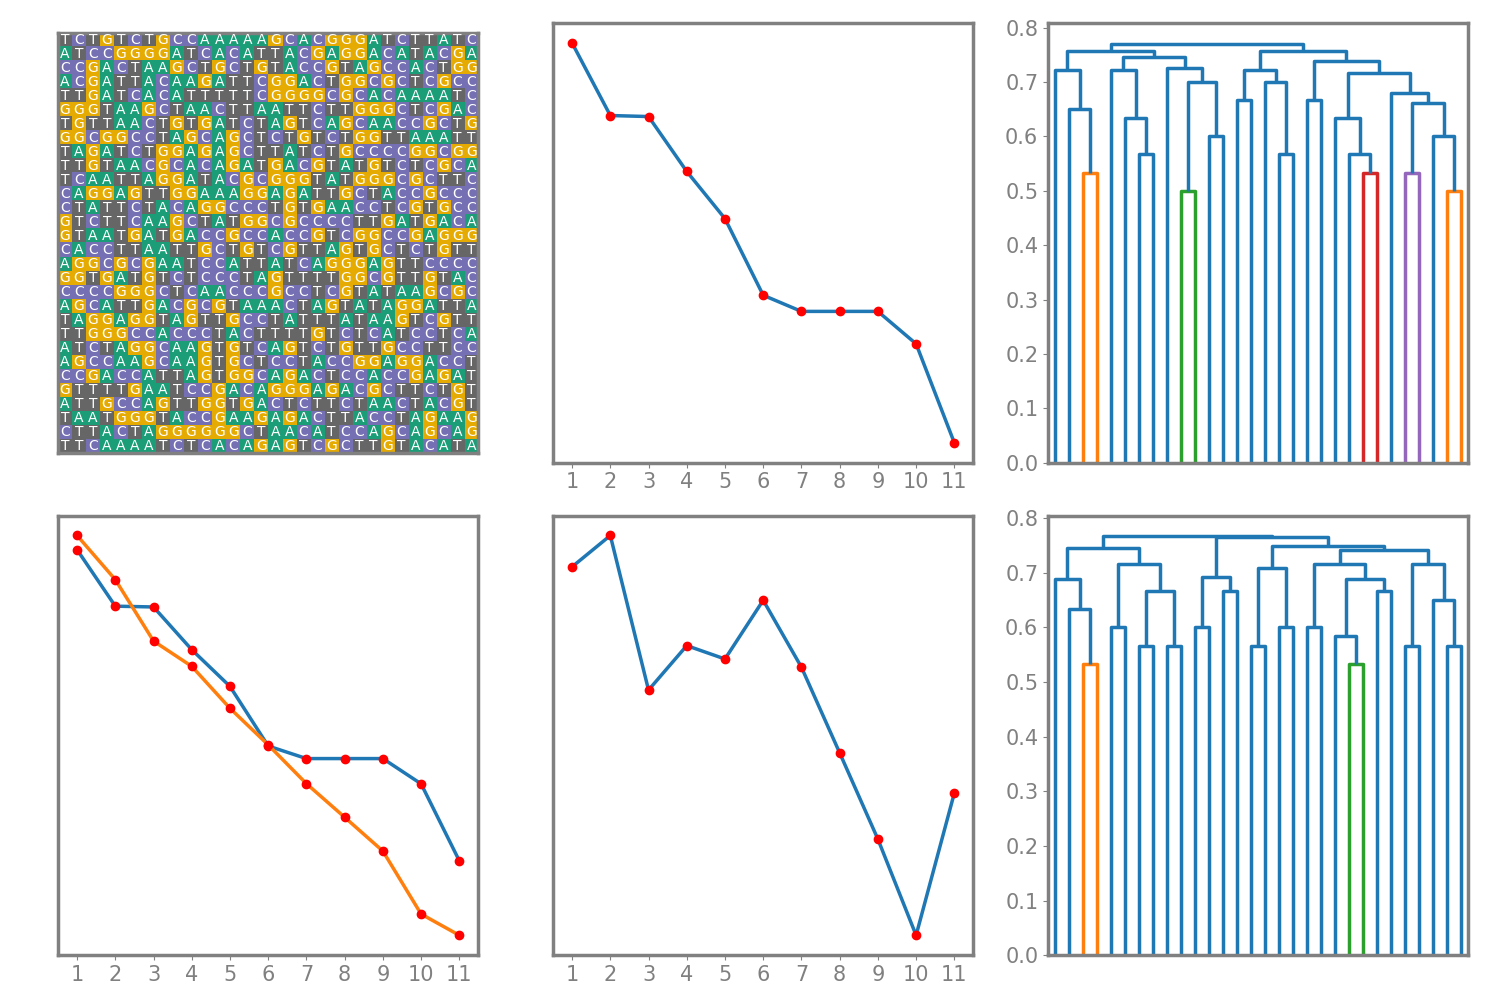 TCTGTCTGCCAAAAAGCACGGGATCTTATC
ATCCGGGGATCACATTACGAGGACATACGA
CCGACTAAGCTGCTGTACCGTAGCCACTGG
ACGATTACAAGATTCGGACTGGCGCTCGCC
TTGATCACATTTTTCGGGGCGCACAAAATC
GGGTAAGCTAACTTAATTCTTGGGCTCGAC
TGTTAACTGTGATCTAGTCAGCAACCGCTG
GGCGGCCTAGCAGCTCTGTCTGGTTAAATT
TAGATCTGGAGAGCTTATCTGCCCCGGCGG
TTGTAACGCACAGATGACGTATGTCTCGCA
TCAATTAGGATACGCGGGTATGGGCGCTTC
CAGGAGTTGGAAAGGAGATTGCTACCGCCC
CTATTCTACAGGCCCTGTGAACCTCGTGCC
GTCTTCAAGCTATGGCGCCCCTTGATGACA
GTAATGATGACCGCCACCGTCGGCCGAGGG
CACCTTAATTGCTGTCGTTAGTGCTCTGTT
AGGCGCGAATCCATTATCAGGGAGTTCCCC
GGTGATGTCTCCCTAGTTTTGGCGTTGTAC
CCCCGGGCTCAACCCGCCTCGTATAAGCGC
AGCATTGACGCGTAAACTAGTATAGGATTA
TAGGAGGTAGTTGCCTATTTATAAGTCGTT
TTGGGCCACCCTACTTTTGTCTCATCCTCA
ATCTAGGCAAGTGTCAGTCTGTTGCCTTCC
AGCCAAGCAAGTGCTCCTACCGGAGGACCT
CCGACCATTAGTGGCAGACTCCACCGAGAT
GTTTTGAATCCGACAGGGAGACGCTTCTGT
ATTGCCAGTTGGTGACTCTTCTAACTACGT
TAATGGGTACCGAAGAGACTTACCTAGAAG
CTTACTAGGGGGGCTAACATCCAGCAGCAG
TTCAAAATCTCACAGAGTCGCTTGTACATA
1 2 3 4 5 6 7 8 9 10 11
0.8
0.7
0.6
0.5
0.4
0.3
0.2
0.1
0.0
1 2 3 4 5 6 7 8 9 10 11
1 2 3 4 5 6 7 8 9 10 11
0.8
0.7
0.6
0.5
0.4
0.3
0.2
0.1
0.0